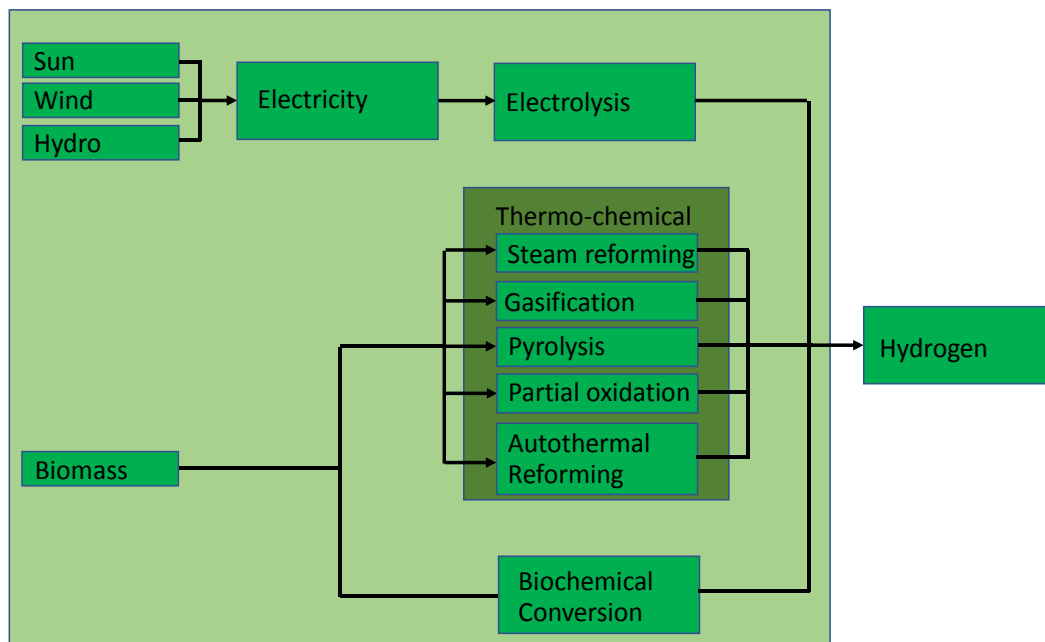 Sun
Wind
Hydro
Electricity
Electrolysis
Thermo-chemical
Steam reforming
Gasification
Pyrolysis
Partial oxidation
Autothermal
Reforming
Hydrogen
Biomass
Biochemical
Conversion